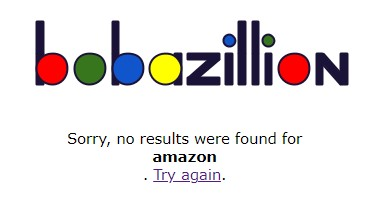 bobazillion
Sorry, no results were found for
amazon
. Try again.